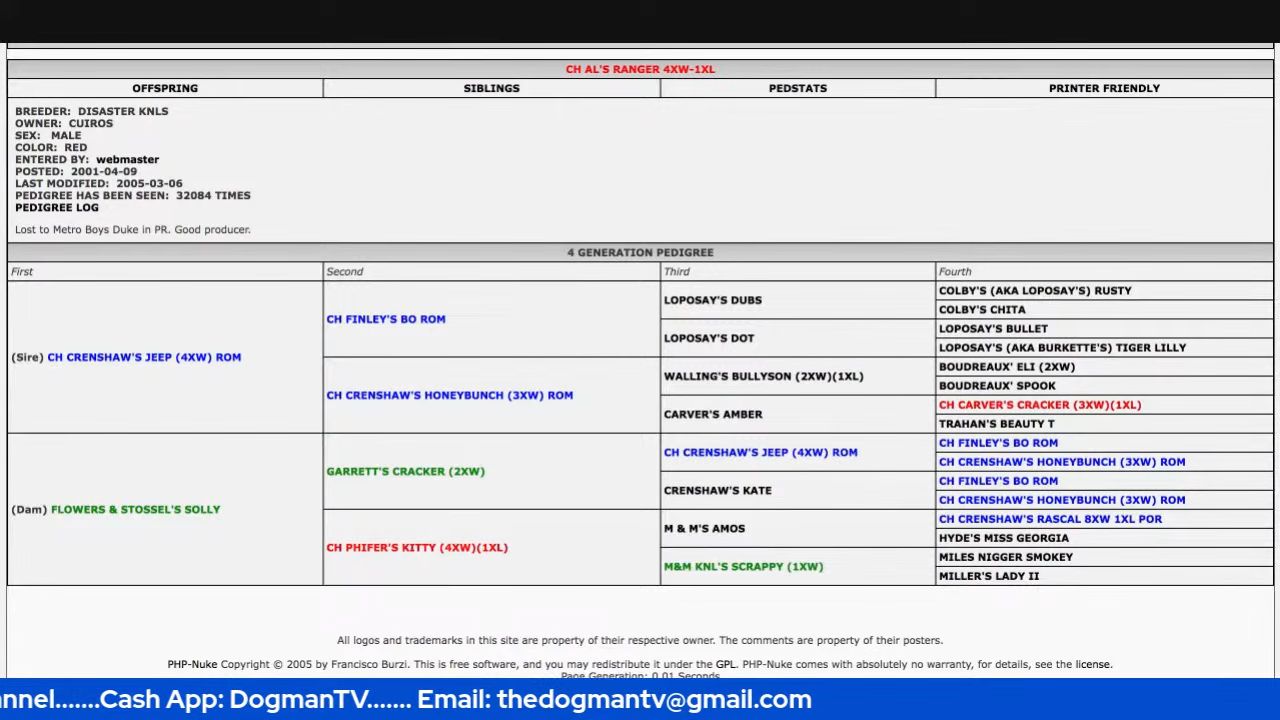 CH AL'S RANGER 4XW-1XL
OFFSPRING SIBLINGS PEDSTATS PRINTER FRIENDLY
BREEDER: DISASTER KNLS
OWNER: CUIROS
SEX: MALE
COLOR: RED
ENTERED BY: webmaster
POSTED: 2001-04-09
LAST MODIFIED: 2005-03-06
PEDIGREE HAS BEEN SEEN: 32084 TIMES
PEDIGREE LOG
Lost to Metro Boys Duke in PR. Good producer.
4 GENERATION PEDIGREE
First Second Third Fourth
(Sire) CH CRENSHAW'S JEEP (4XW) ROM
CH FINLEY'S BO ROM
LOPOSAY'S DUBS
COLBY'S (AKA LOPOSAY'S) RUSTY
COLBY'S CHITA
LOPOSAY'S DOT
LOPOSAY'S BULLET
LOPOSAY'S (AKA BURKETTE'S) TIGER LILLY
CH CRENSHAW'S HONEYBUNCH (3XW) ROM
WALLING'S BULLYSON (2XW)(1XL)
BOUDREAUX' ELI (2XW)
BOUDREAUX' SPOOK
CARVER'S AMBER
CH CARVER'S CRACKER (3XW)(1XL)
TRAHAN'S BEAUTY T
(Dam) FLOWERS & STOSSEL'S SOLLY
GARRETT'S CRACKER (2XW)
CH CRENSHAW'S JEEP (4XW) ROM
CH FINLEY'S BO ROM
CH CRENSHAW'S HONEYBUNCH (3XW) ROM
CRENSHAW'S KATE
CH FINLEY'S BO ROM
CH CRENSHAW'S HONEYBUNCH (3XW) ROM
CH PHIFER'S KITTY (4XW)(1XL)
M & M'S AMOS
CH CRENSHAW'S RASCAL 8XW 1XL POR
HYDE'S MISS GEORGIA
M&M KNL'S SCRAPPY (1XW)
MILES NIGGER SMOKEY
MILLER'S LADY II
All logos and trademarks in this site are property of their respective owner. The comments are property of their posters.
PHP-Nuke Copyright © 2005 by Francisco Burzi. This is free software, and you may redistribute it under the GPL. PHP-Nuke comes with absolutely no warranty, for details, see the license.
Page Generation: 0.01 Seconds
annel.......Cash App: DogmanTV....... Email: thedogmantv@gmail.com